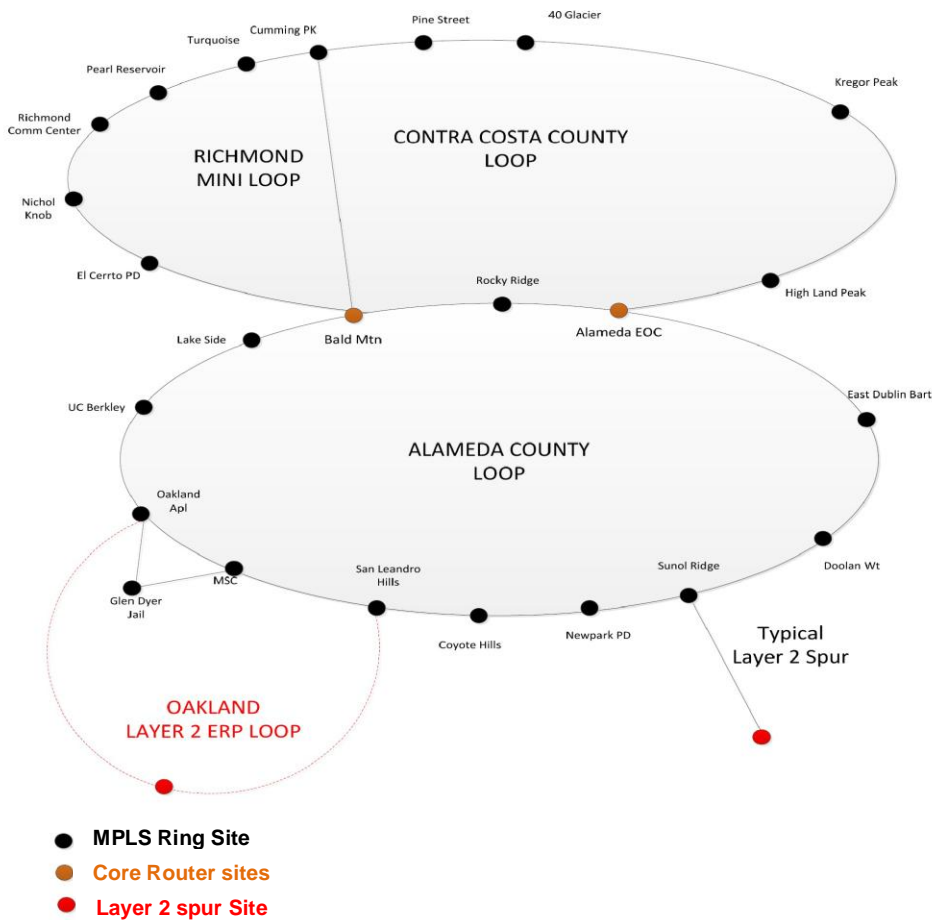 Pine Street
40 Glacier
Cumming PK
Turquoise
Pearl Reservoir
Kregor Peak
Richmond
Comm Center
CONTRA COSTA COUNTY
LOOP
RICHMOND
MINI LOOP
Nichol
Knob
El Cerrto PD
Rocky Ridge
High Land Peak
Lake Side
Bald Mtn
Alameda EOC
UC Berkley
East Dublin Bart
ALAMEDA COUNTY
LOOP
Oakland
Apl
MSC
San Leandro
Hills
Sunol Ridge
Doolan Wt
Glen Dyer
Jail
Coyote Hills
Newpark PD
Typical
Layer 2 Spur
OAKLAND
LAYER 2 ERP LOOP
MPLS Ring Site
Core Router sites
Layer 2 spur Site